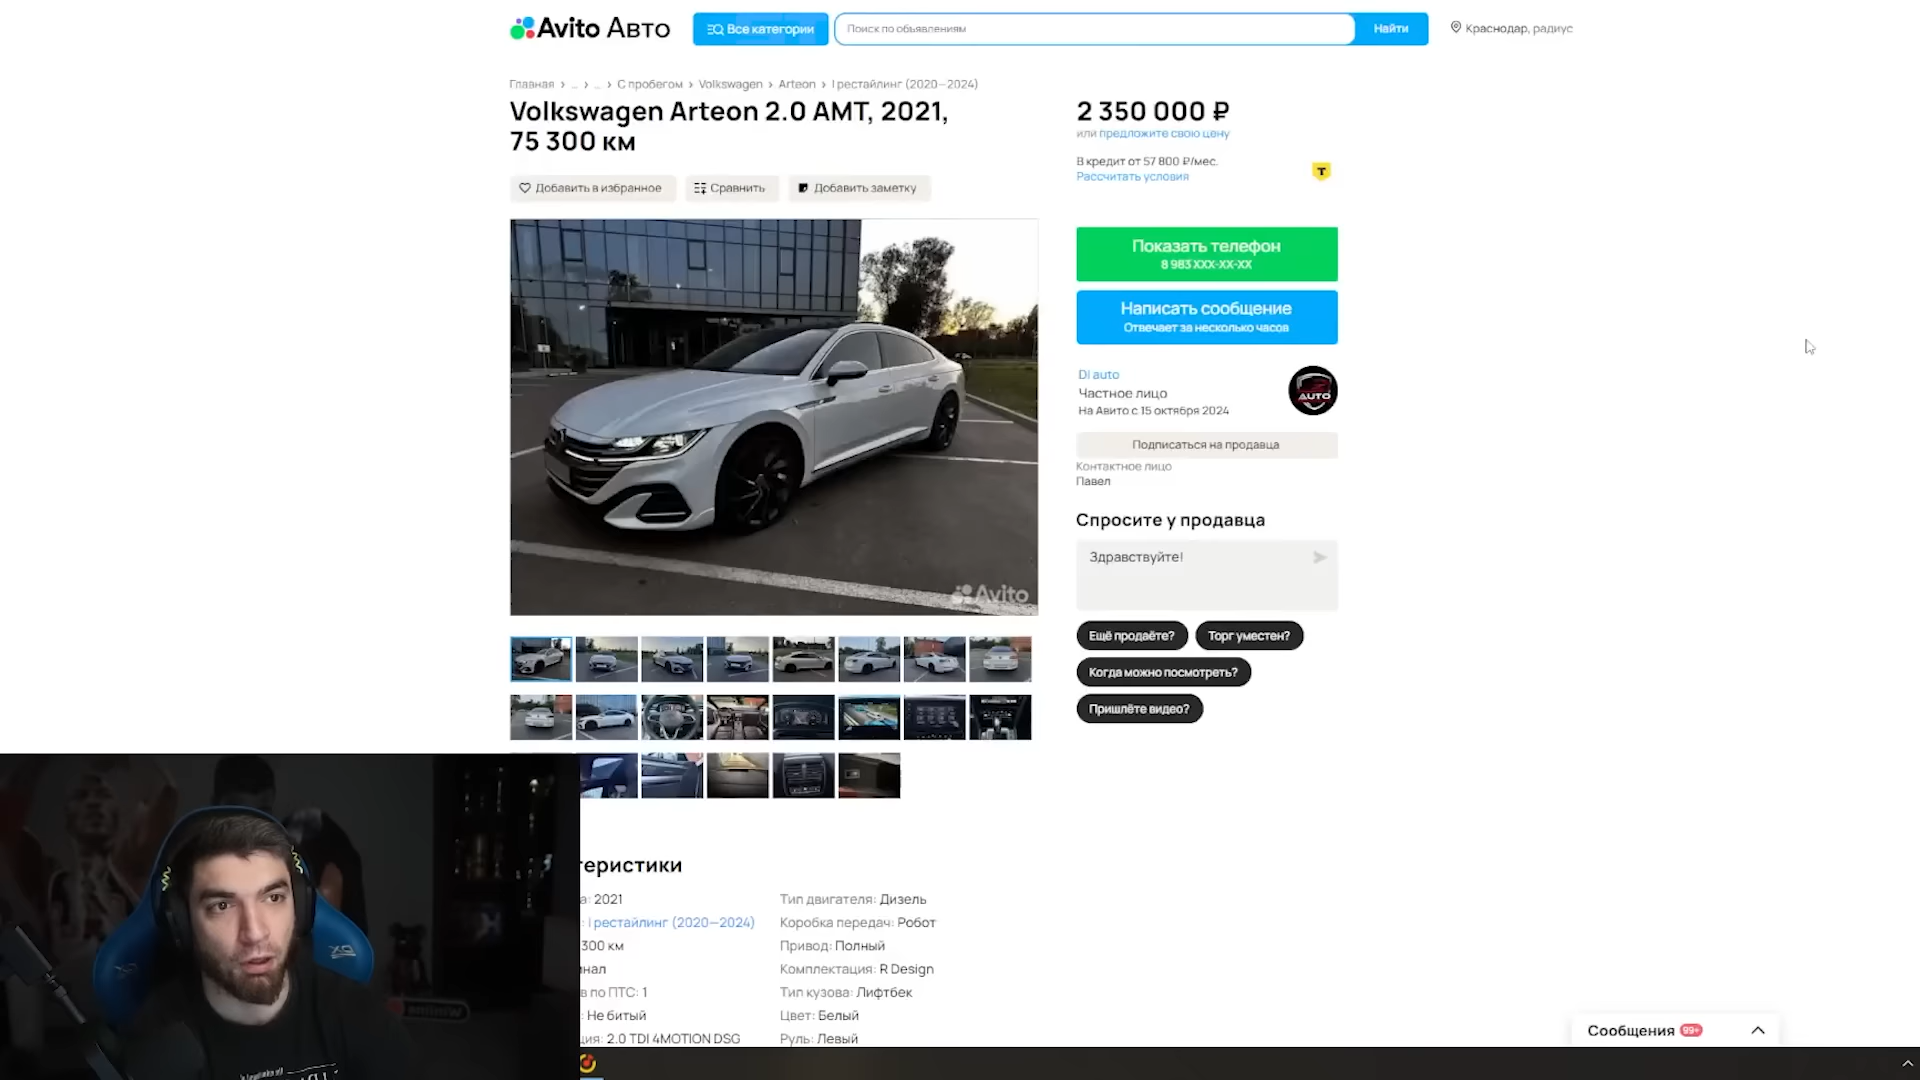 Avito Авто
Все категории
Поиск по объявлениям
Найти
Краснодар, радиус
Главная › ... › ... › С пробегом › Volkswagen › Arteon › I рестайлинг (2020—2024)
Volkswagen Arteon 2.0 AMT, 2021,
75 300 км
2 350 000 ₽
или предложите свою цену
В кредит от 57 800 ₽/мес.
Рассчитать условия
Т
Добавить в избранное
Сравнить
Добавить заметку
Показать телефон
8 983 XXX-XX-XX
Написать сообщение
Отвечает за несколько часов
Di auto
Частное лицо
На Авито с 15 октября 2024
AUTO
Подписаться на продавца
Контактное лицо
Павел
Спросите у продавца
Здравствуйте!
Ещё продаёте?
Торг уместен?
Когда можно посмотреть?
Пришлёте видео?
Avito
теристики
а: 2021
: I рестайлинг (2020—2024)
300 км
инал
в по ПТС: 1
: Не битый
ция: 2.0 TDI 4MOTION DSG
Тип двигателя: Дизель
Коробка передач: Робот
Привод: Полный
Комплектация: R Design
Тип кузова: Лифтбек
Цвет: Белый
Руль: Левый
Сообщения 99+